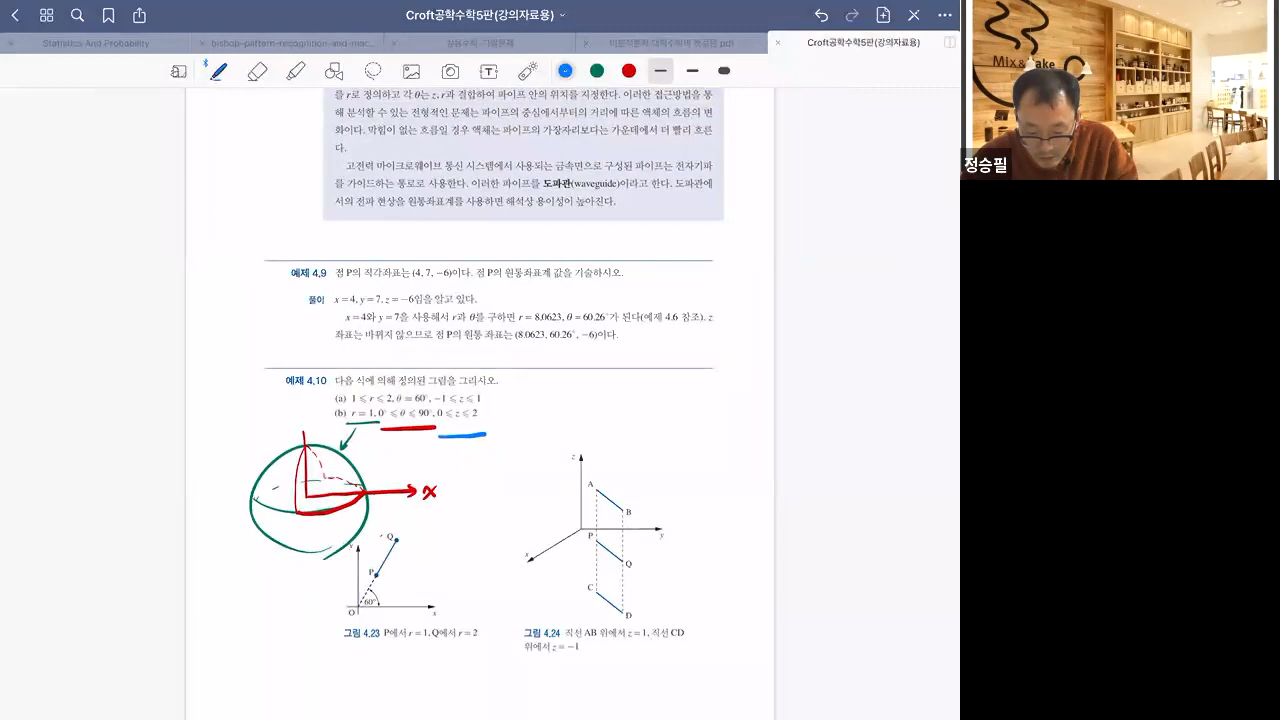 Croft공학수학5판(강의자료용)
Statistics And Probability
bishop-pattern-recognition-and-mac...
Croft공학수학5판(강의자료용)
를 r로 정의하고 각 θ는 z, r과 결합하여 파이프 안의 위치를 지정한다. 이러한 접근방법을 통
해 분석할 수 있는 전형적인 문제는 파이프의 중심에서부터의 거리에 따른 액체의 흐름의 변
화이다. 막힘이 없는 흐름일 경우 액체는 파이프의 가장자리보다는 가운데에서 더 빨리 흐른
다.
고전력 마이크로웨이브 통신 시스템에서 사용되는 금속면으로 구성된 파이프는 전자기파
를 가이드하는 통로로 사용한다. 이러한 파이프를 도파관(waveguide)이라고 한다. 도파관에
서의 전파 현상을 원통좌표계를 사용하면 해석상 용이성이 높아진다.
예제 4.9 점 P의 직각좌표는 (4, 7, −6)이다. 점 P의 원통좌표계 값을 기술하시오.
풀이 x = 4, y = 7, z = −6임을 알고 있다.
x = 4와 y = 7을 사용해서 r과 θ를 구하면 r = 8.0623, θ = 60.26°가 된다(예제 4.6 참조). z
좌표는 바뀌지 않으므로 점 P의 원통 좌표는 (8.0623, 60.26°, −6)이다.
예제 4.10 다음 식에 의해 정의된 그림을 그리시오.
(a) 1 ⩽ r ⩽ 2, θ = 60°, −1 ⩽ z ⩽ 1
(b) r = 1, 0° ⩽ θ ⩽ 90°, 0 ⩽ z ⩽ 2
x
y
Q
P
60°
O
x
z
A
B
P
y
x
Q
C
D
그림 4.23 P에서 r = 1, Q에서 r = 2
그림 4.24 직선 AB 위에서 z = 1, 직선 CD
위에서 z = −1
Mix&
정승필